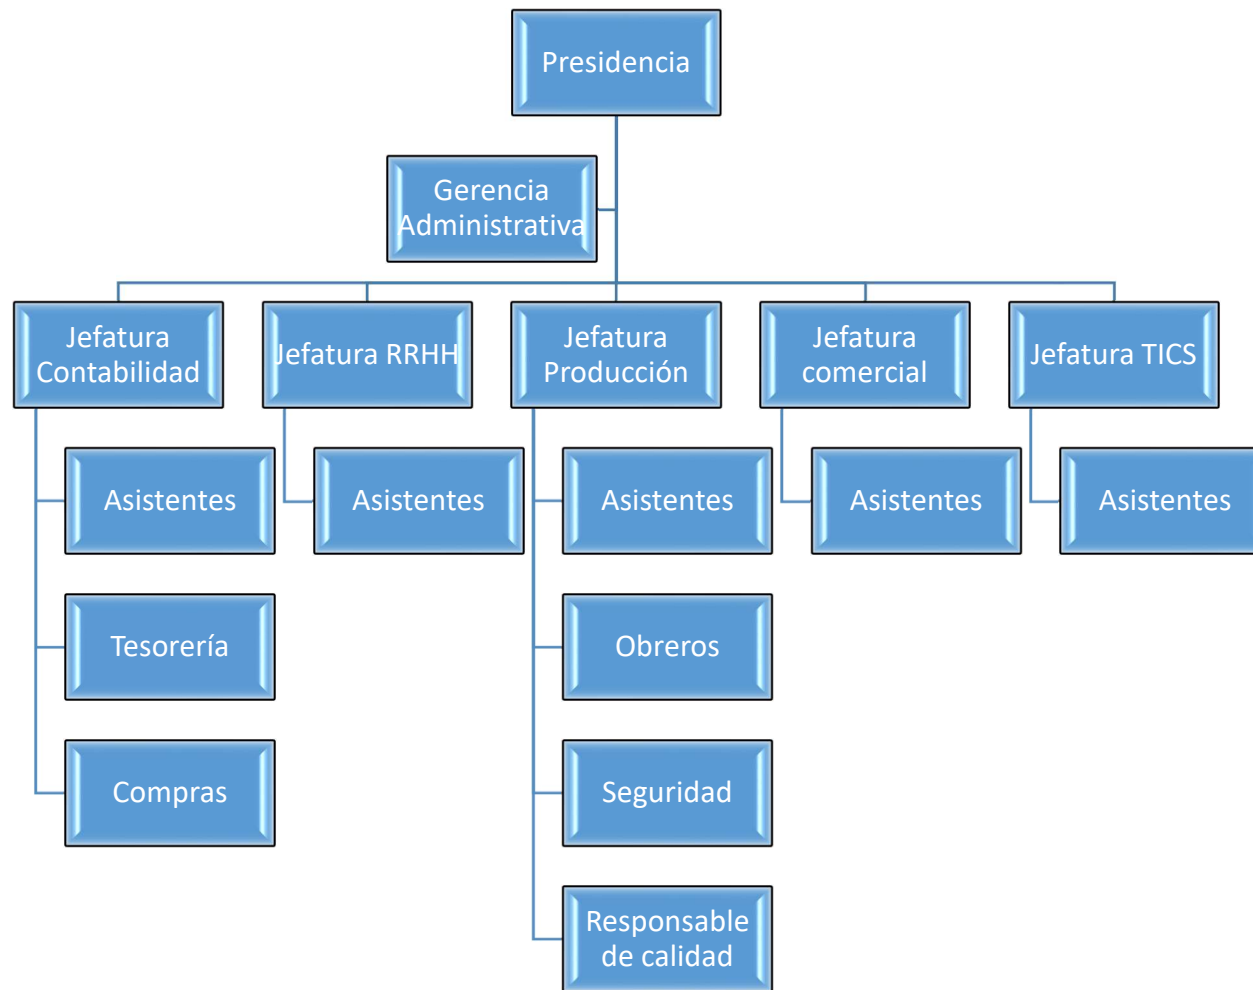 Presidencia
Gerencia
Administrativa
Jefatura
Contabilidad
Jefatura RRHH
Jefatura
Producción
Jefatura
comercial
Jefatura TICS
Asistentes
Asistentes
Asistentes
Asistentes
Asistentes
Tesorería
Obreros
Compras
Seguridad
Responsable
de calidad